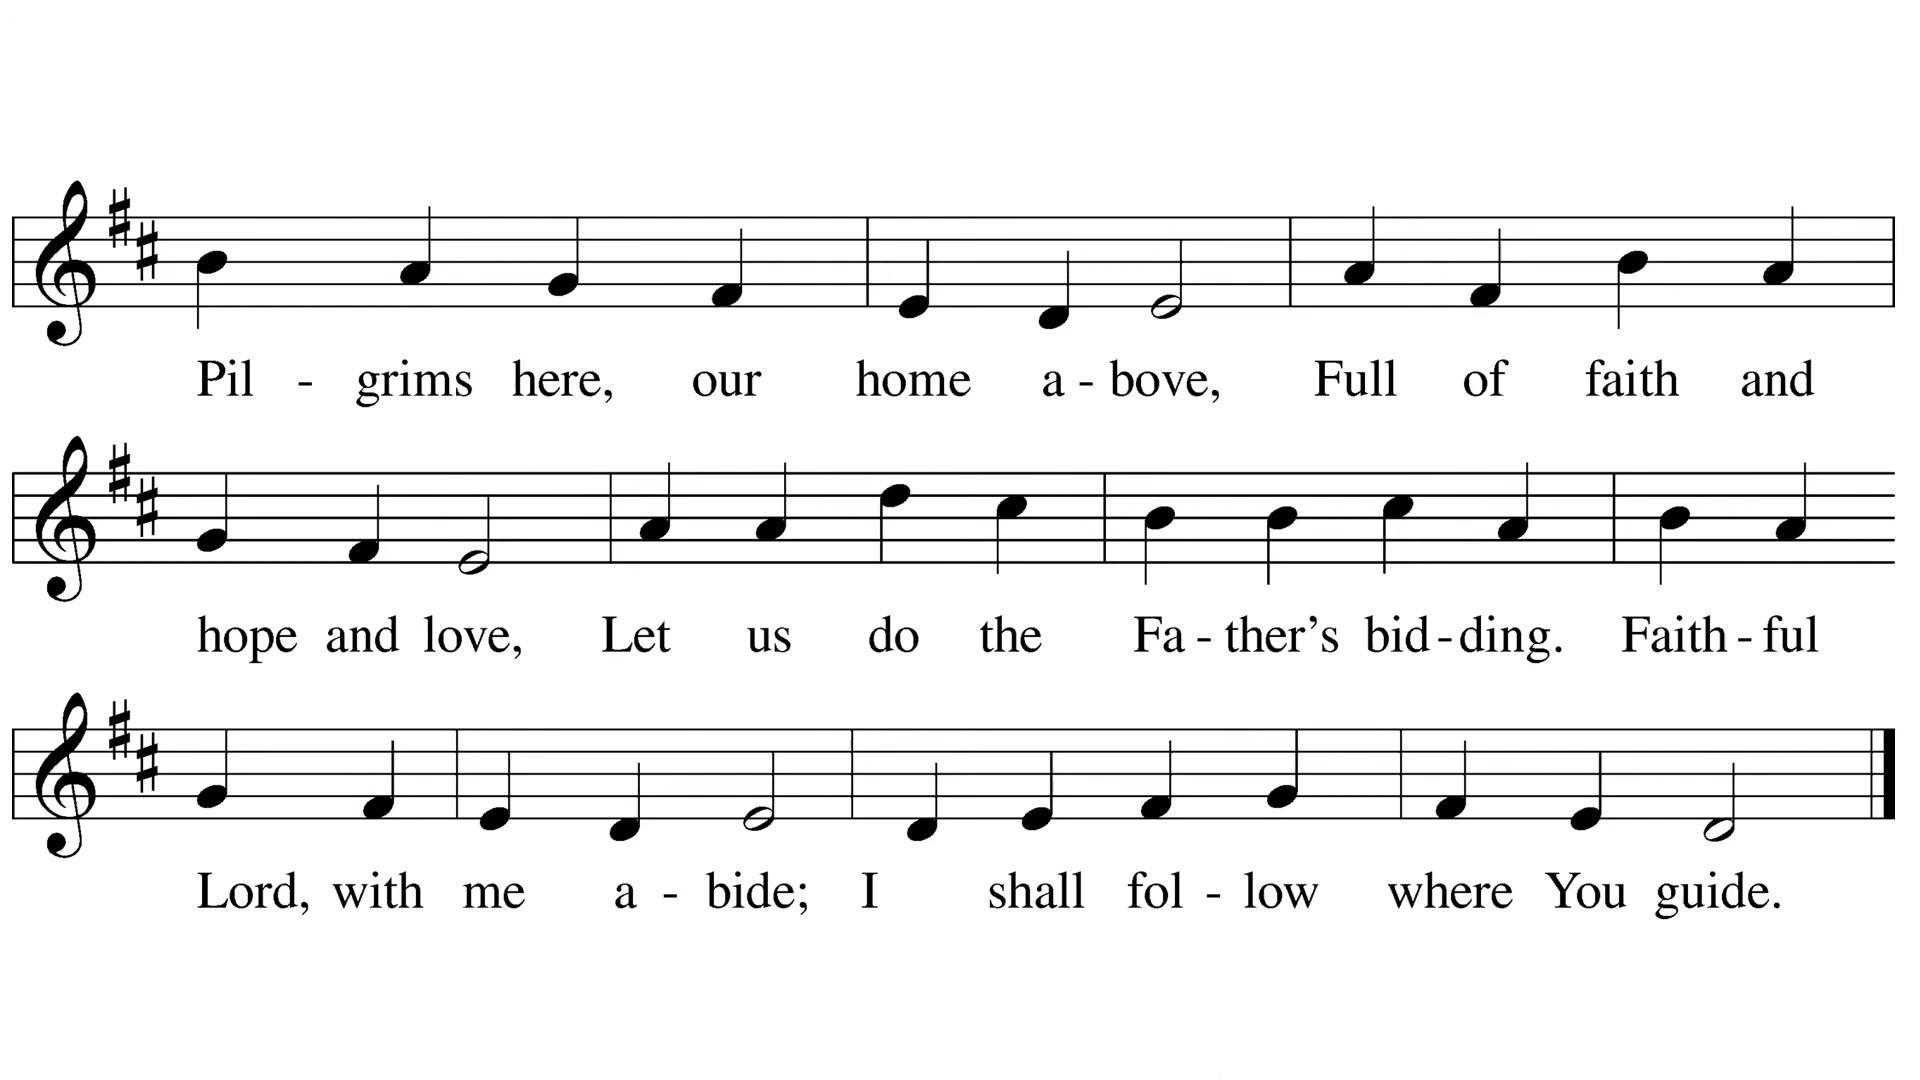 Pil - grims here, our home a - bove, Full of faith and
hope and love, Let us do the Fa - ther’s bid - ding. Faith - ful
Lord, with me a - bide; I shall fol - low where You guide.